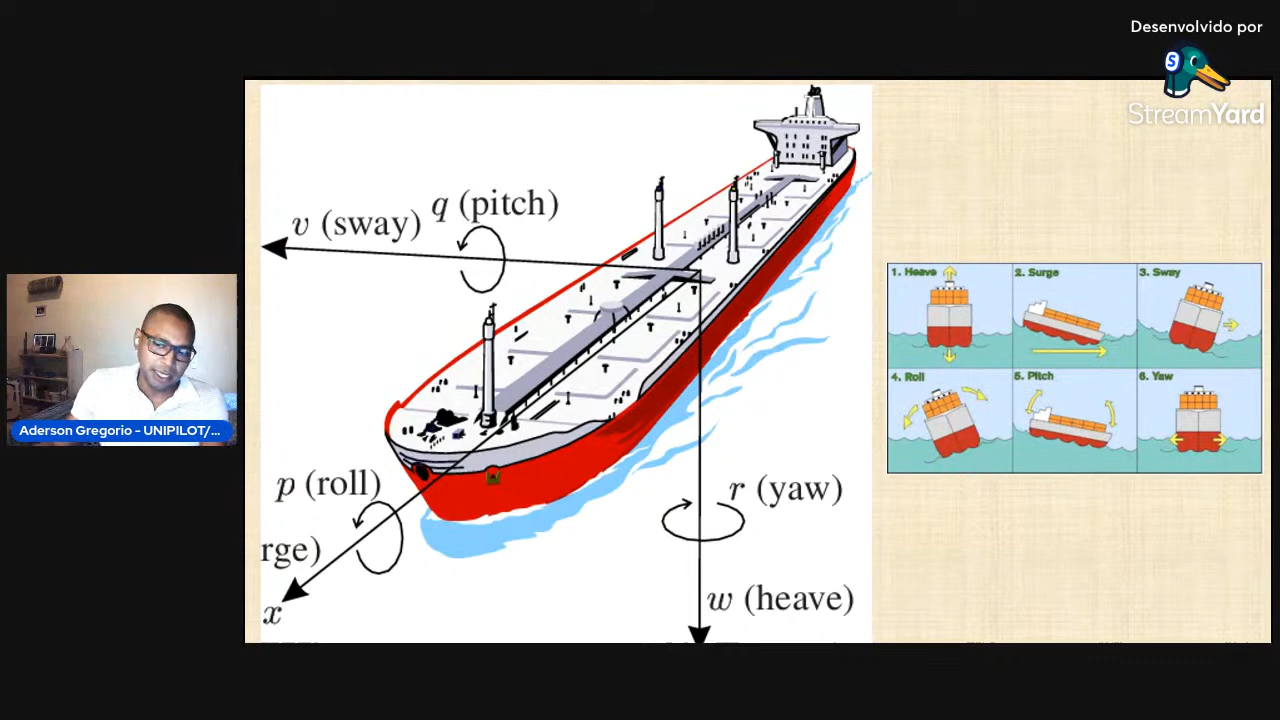 Desenvolvido por
StreamYard
v (sway)
q (pitch)
p (roll)
rge)
x
r (yaw)
w (heave)
1. Heave
2. Surge
3. Sway
4. Roll
5. Pitch
6. Yaw
Aderson Gregorio - UNIPILOT/...